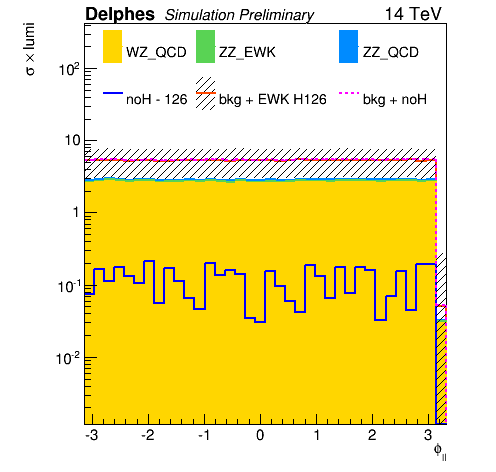 Delphes Simulation Preliminary 14 TeV
σ × lumi
WZ_QCD ZZ_EWK ZZ_QCD
noH - 126 bkg + EWK H126 bkg + noH
10²
10
1
10⁻¹
10⁻²
-3 -2 -1 0 1 2 3
ϕ_||